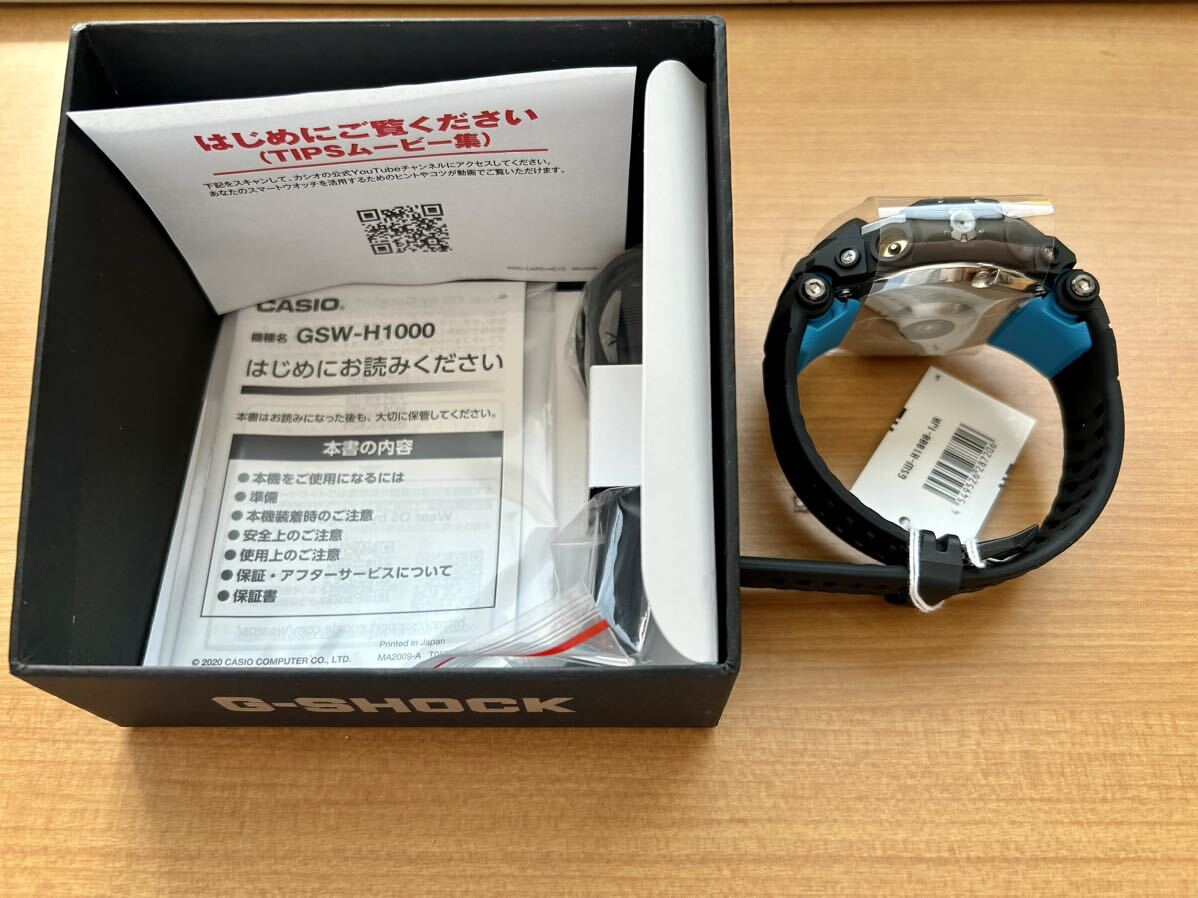 はじめにご覧ください
（TIPSムービー集）
下記をスキャンして、カシオの公式YouTubeチャンネルにアクセスしてください。
あなたのスマートウオッチを活用するためのヒントやコツが動画でご覧いただけます。
CASIO®
機種名 GSW-H1000
はじめにお読みください
本書はお読みになった後も、大切に保管してください。
本書の内容
●本機をご使用になるには
●準備
●本機装着時のご注意
●安全上のご注意
●使用上のご注意
●保証・アフターサービスについて
●保証書
Printed in Japan
© 2020 CASIO COMPUTER CO., LTD.
MA2009-A
G-SHOCK
GSW-H1000-1JR
4 549526 267206